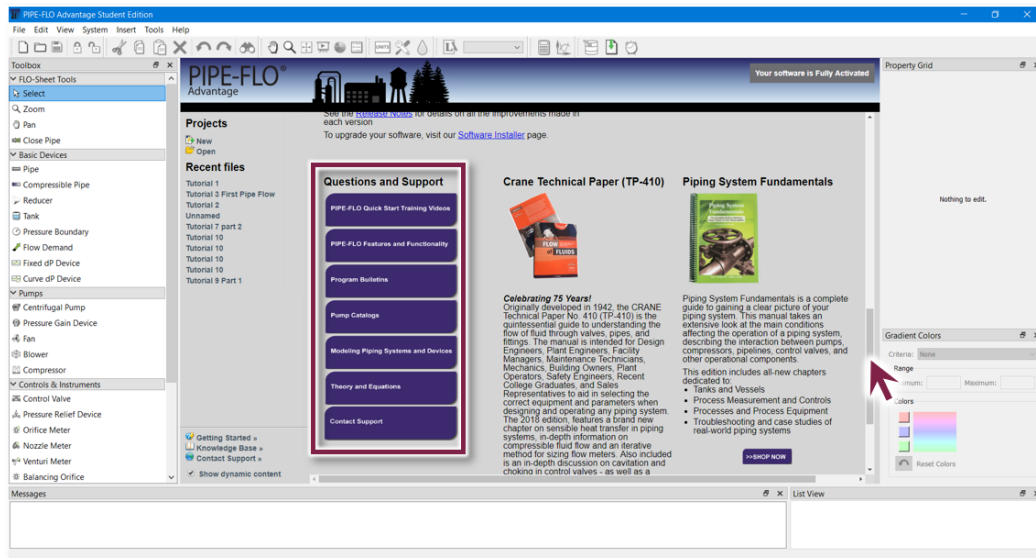 PIPE-FLO Advantage Student Edition
File Edit View System Insert Tools Help
Toolbox
FLO-Sheet Tools
Select
Zoom
Pan
Close Pipe
Basic Devices
Pipe
Compressible Pipe
Reducer
Tank
Pressure Boundary
Flow Demand
Fixed dP Device
Curve dP Device
Pumps
Centrifugal Pump
Pressure Gain Device
Fan
Blower
Compressor
Controls & Instruments
Control Valve
Pressure Relief Device
Orifice Meter
Nozzle Meter
Venturi Meter
Balancing Orifice
PIPE-FLO®
Advantage
Your software is Fully Activated
Projects
New
Open
Recent files
Tutorial 1
Tutorial 3 First Pipe Flow
Tutorial 2
Unnamed
Tutorial 7 part 2
Tutorial 10
Tutorial 10
Tutorial 10
Tutorial 10
Tutorial 9 Part 1
Getting Started »
Knowledge Base »
Contact Support »
Show dynamic content
See the Release Notes for details on all the improvements made in
each version
To upgrade your software, visit our Software Installer page.
Questions and Support
PIPE-FLO Quick Start Training Videos
PIPE-FLO Features and Functionality
Program Bulletins
Pump Catalogs
Modeling Piping Systems and Devices
Theory and Equations
Contact Support
Crane Technical Paper (TP-410)
FLOW
OF FLUIDS
Celebrating 75 Years!
Originally developed in 1942, the CRANE
Technical Paper No. 410 (TP-410) is the
quintessential guide to understanding the
flow of fluid through valves, pipes, and
fittings. The manual is intended for Design
Engineers, Plant Engineers, Facility
Managers, Maintenance Technicians,
Mechanics, Building Owners, Plant
Operators, Safety Engineers, Recent
College Graduates, and Sales
Representatives to aid in selecting the
correct equipment and parameters when
designing and operating any piping system.
The 2018 edition, features a brand new
chapter on sensible heat transfer in piping
systems, in-depth information on
compressible fluid flow and an iterative
method for sizing flow meters. Also included
is an in-depth discussion on cavitation and
choking in control valves - as well as a
Piping System Fundamentals
Piping System
Fundamentals
Piping System Fundamentals is a complete
guide to gaining a clear picture of your
piping system. This manual takes an
extensive look at the main conditions
affecting the operation of a piping system,
describing the interaction between pumps,
compressors, pipelines, control valves, and
other operational components.
This edition includes all-new chapters
dedicated to:
• Tanks and Vessels
• Process Measurement and Controls
• Processes and Process Equipment
• Troubleshooting and case studies of
real-world piping systems
>>SHOP NOW
Property Grid
Nothing to edit.
Gradient Colors
Criteria: None
Range
Maximum:
Colors
Reset Colors
Messages
List View